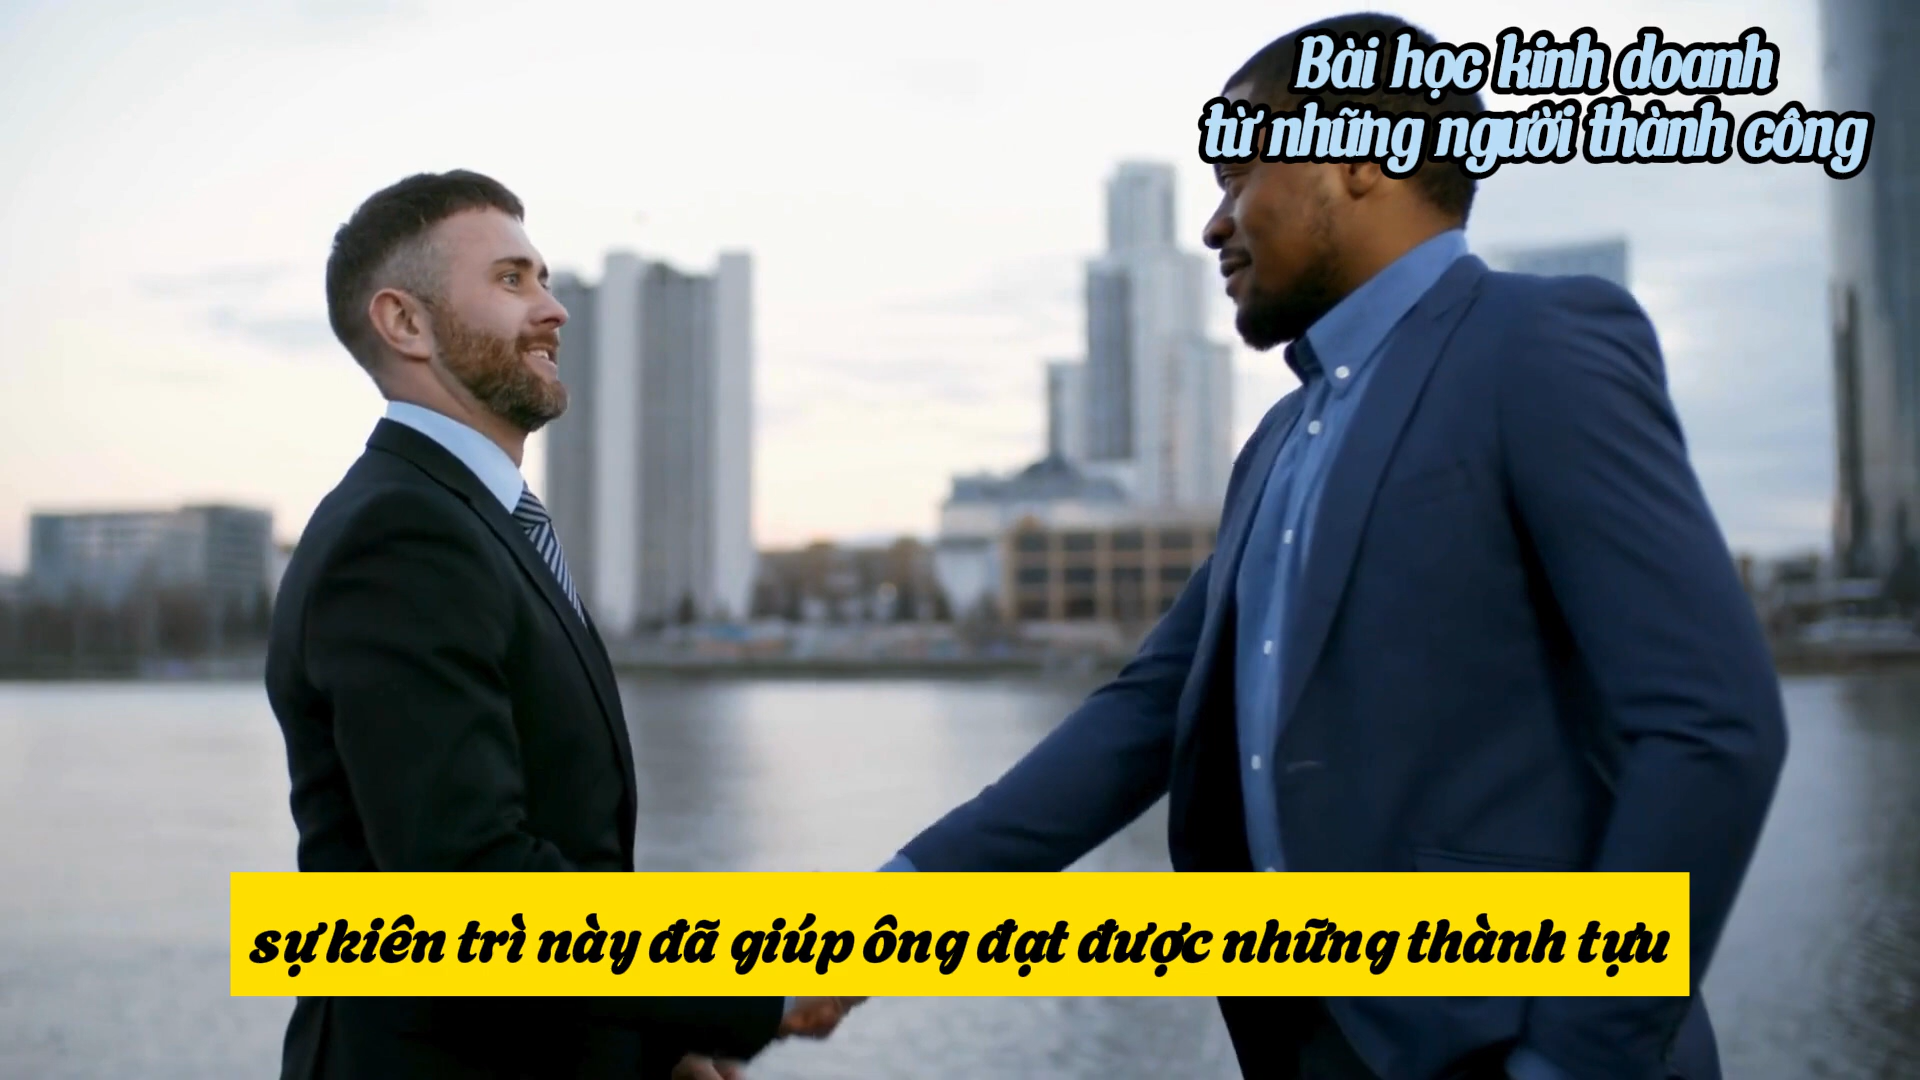 Bài học kinh doanh
từ những người thành công
sự kiên trì này đã giúp ông đạt được những thành tựu